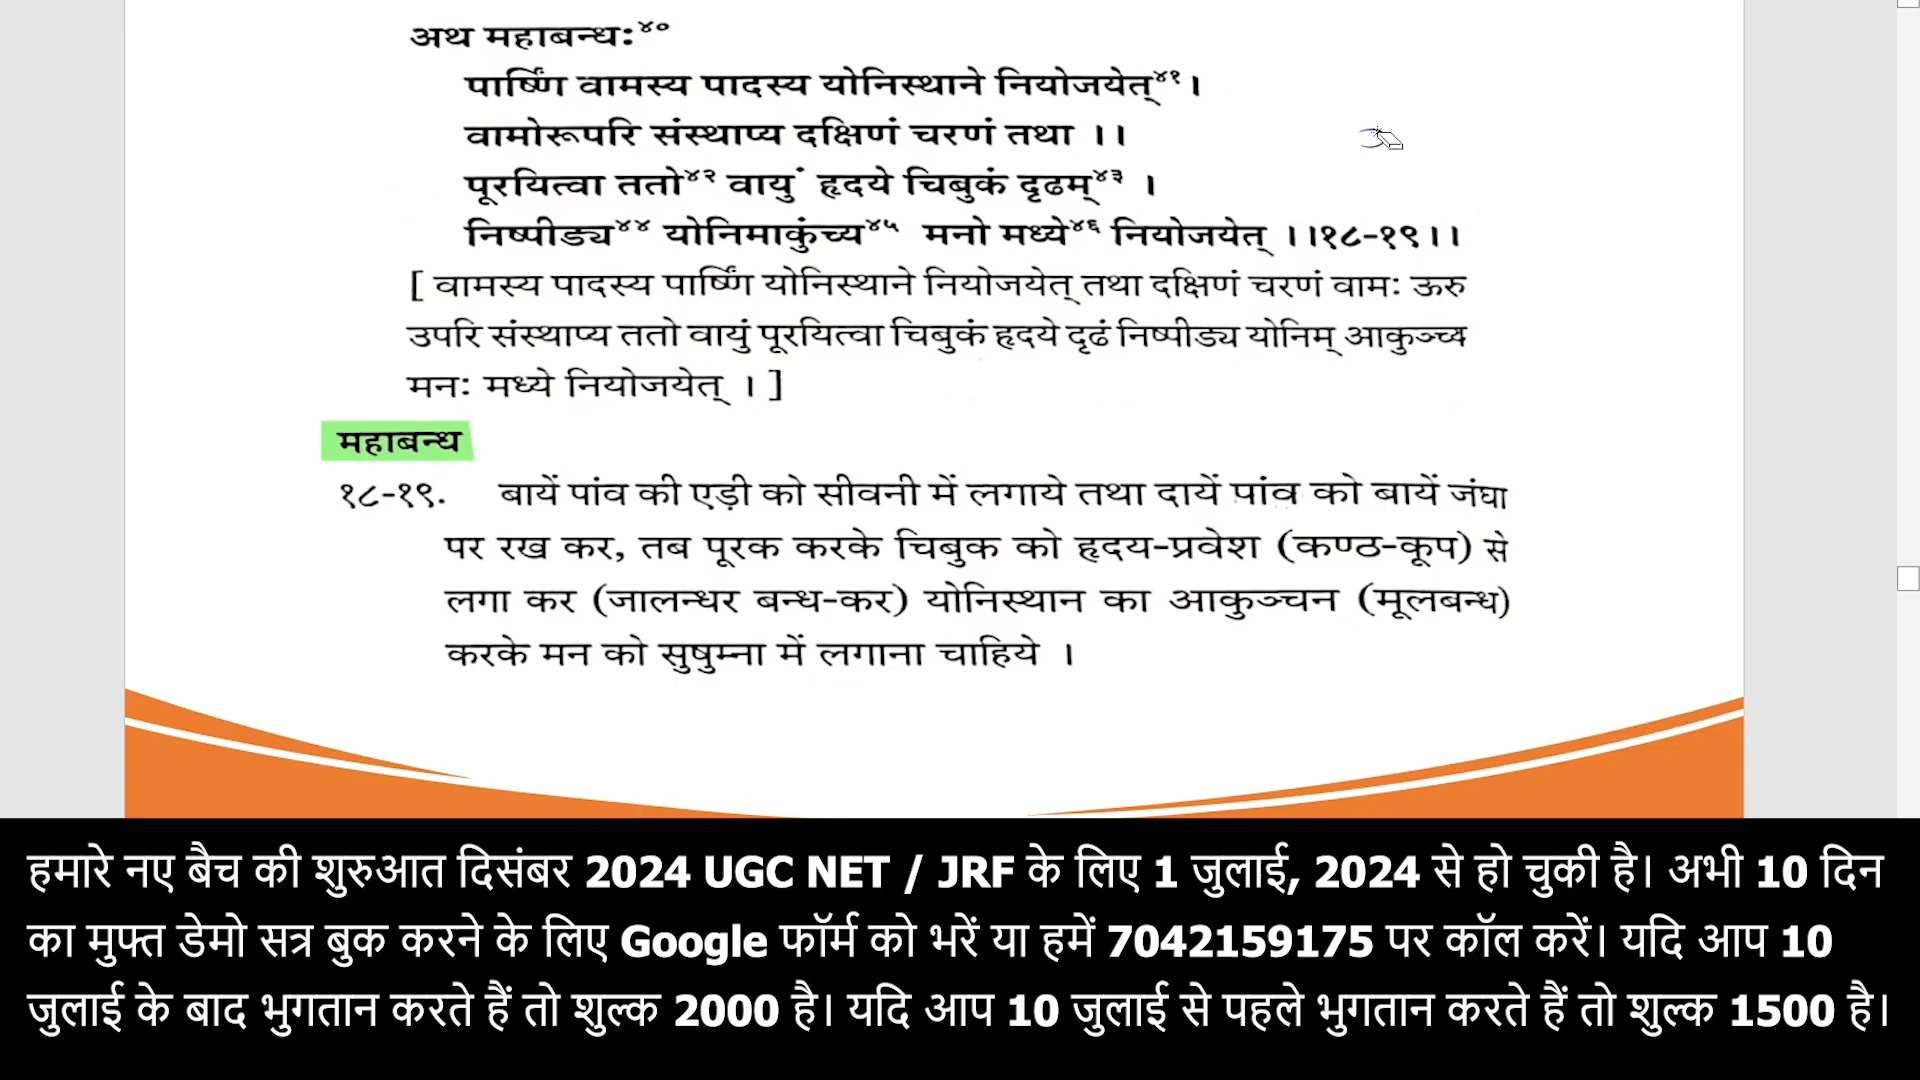 अथ महाबन्धः४०
पार्ष्णिं वामस्य पादस्य योनिस्थाने नियोजयेत्४१।
वामोरूपरि संस्थाप्य दक्षिणं चरणं तथा ।।
पूरयित्वा ततो४२ वायुं हृदये चिबुकं दृढम्४३ ।
निष्पीड्य४४ योनिमाकुंच्य४५ मनो मध्ये४६ नियोजयेत् ।।१८-१९।।
[ वामस्य पादस्य पार्ष्णिं योनिस्थाने नियोजयेत् तथा दक्षिणं चरणं वामः ऊरु
उपरि संस्थाप्य ततो वायुं पूरयित्वा चिबुकं हृदये दृढं निष्पीड्य योनिम् आकुञ्च्य
मनः मध्ये नियोजयेत् । ]
महाबन्ध
१८-१९. बायें पांव की एड़ी को सीवनी में लगाये तथा दायें पांव को बायें जंघा
पर रख कर, तब पूरक करके चिबुक को हृदय-प्रवेश (कण्ठ-कूप) से
लगा कर (जालन्धर बन्ध-कर) योनिस्थान का आकुञ्चन (मूलबन्ध)
करके मन को सुषुम्ना में लगाना चाहिये ।
हमारे नए बैच की शुरुआत दिसंबर 2024 UGC NET / JRF के लिए 1 जुलाई, 2024 से हो चुकी है। अभी 10 दिन
का मुफ्त डेमो सत्र बुक करने के लिए Google फॉर्म को भरें या हमें 7042159175 पर कॉल करें। यदि आप 10
जुलाई के बाद भुगतान करते हैं तो शुल्क 2000 है। यदि आप 10 जुलाई से पहले भुगतान करते हैं तो शुल्क 1500 है।